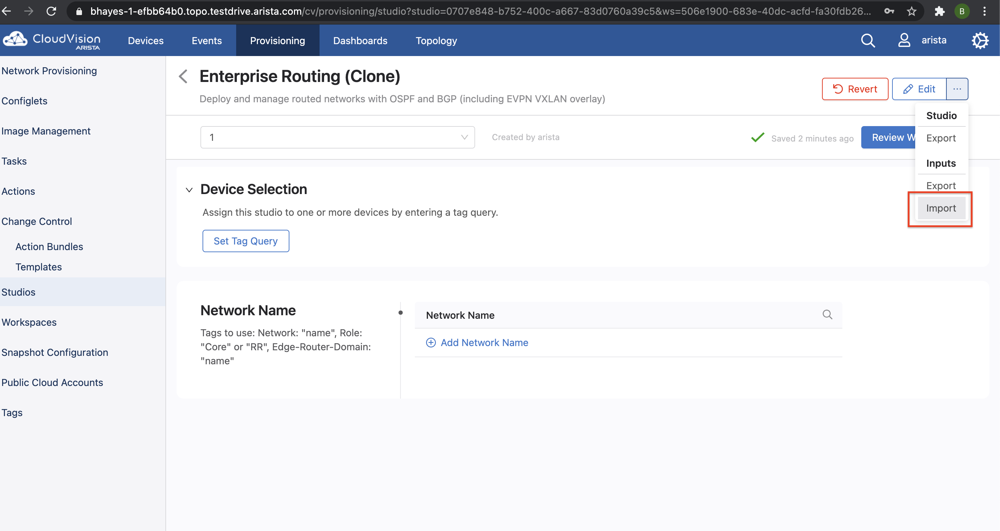 bhayes-1-efbb64b0.topo.testdrive.arista.com/cv/provisioning/studio?studio=0707e848-b752-400c-a667-83d0760a39c5&ws=506e1900-683e-40dc-acfd-fa30fdb26...
B
CloudVision
ARISTA
Devices
Events
Provisioning
Dashboards
Topology
arista
Network Provisioning
Configlets
Image Management
Tasks
Actions
Change Control
Action Bundles
Templates
Studios
Workspaces
Snapshot Configuration
Public Cloud Accounts
Tags
Enterprise Routing (Clone)
Deploy and manage routed networks with OSPF and BGP (including EVPN VXLAN overlay)
Revert
Edit
...
1
Created by arista
Saved 2 minutes ago
Review W
Studio
Export
Inputs
Export
Import
Device Selection
Assign this studio to one or more devices by entering a tag query.
Set Tag Query
Network Name
Tags to use: Network: "name", Role:
"Core" or "RR", Edge-Router-Domain:
"name"
Network Name
Add Network Name